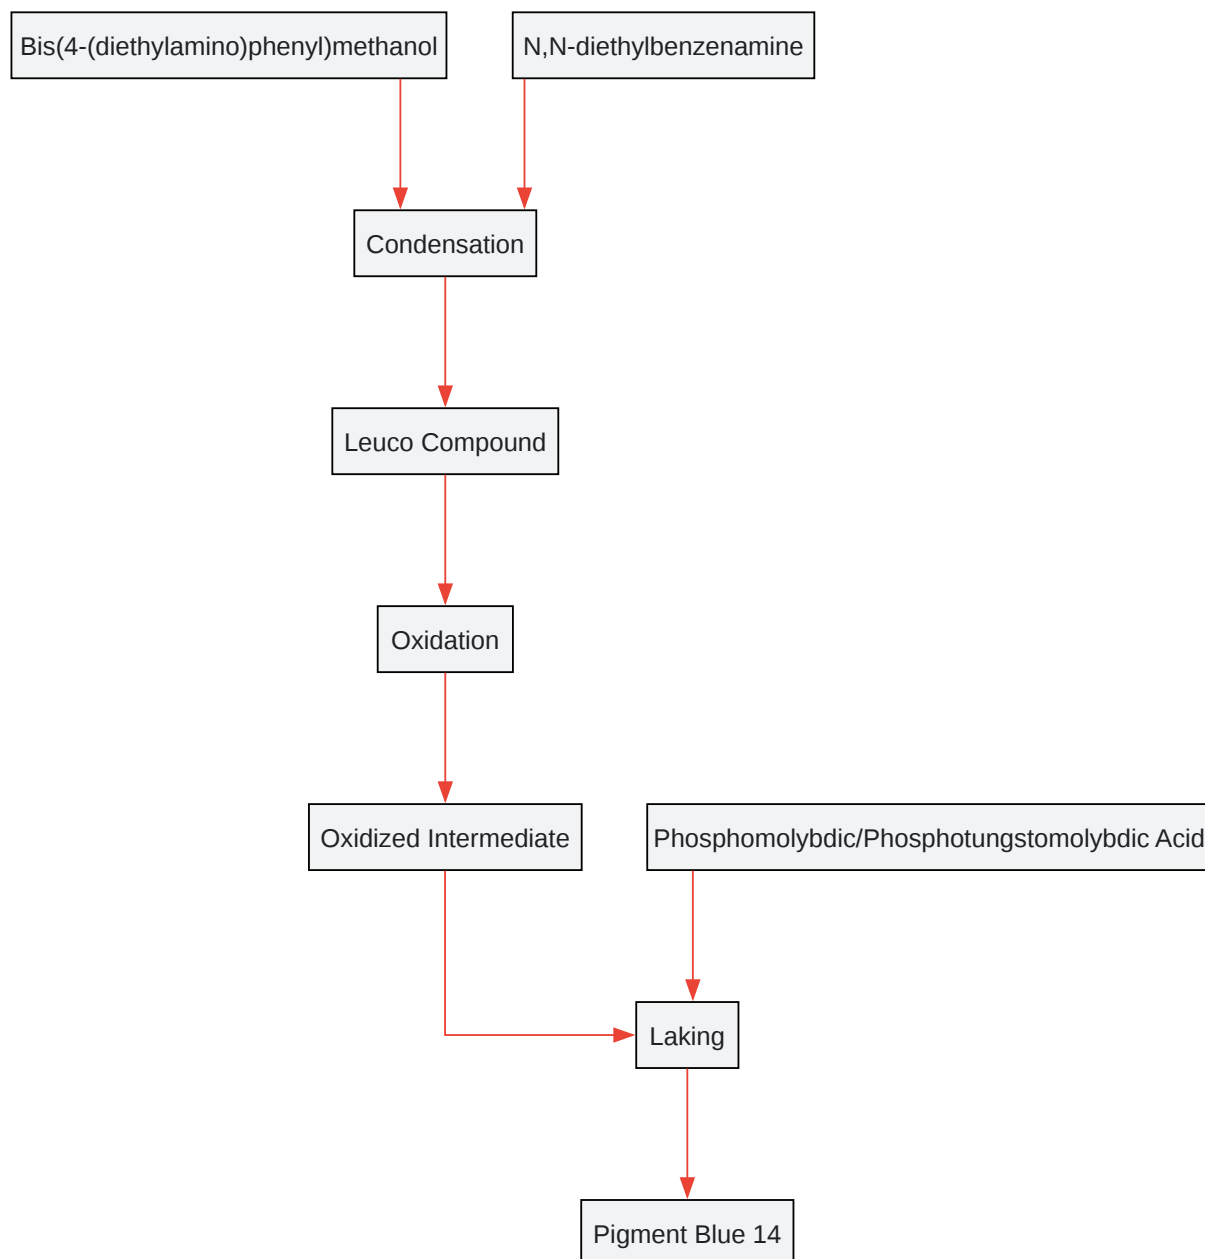 Bis(4-(diethylamino)phenyl)methanol
N,N-diethylbenzenamine
Condensation
Leuco Compound
Oxidation
Oxidized Intermediate
Phosphomolybdic/Phosphotungstomolybdic Acid
Laking
Pigment Blue 14